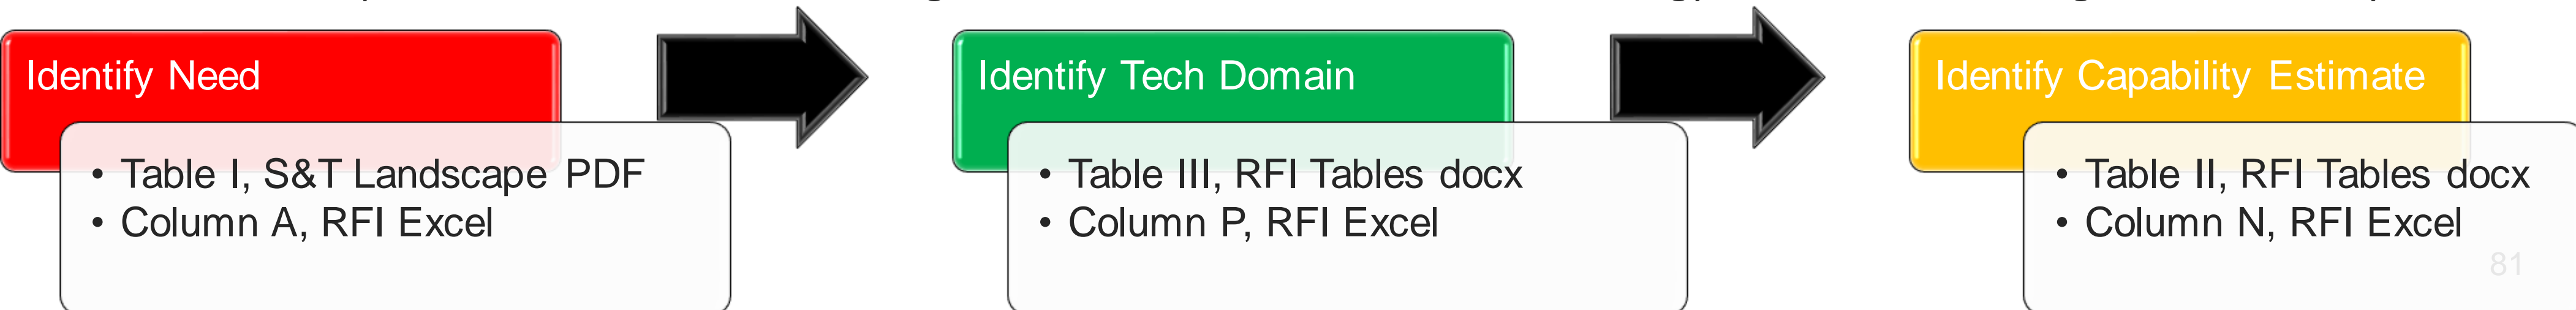 Identify Need
• Table I, S&T Landscape PDF
• Column A, RFI Excel
Identify Tech Domain
• Table III, RFI Tables docx
• Column P, RFI Excel
Identify Capability Estimate
• Table II, RFI Tables docx
• Column N, RFI Excel
81